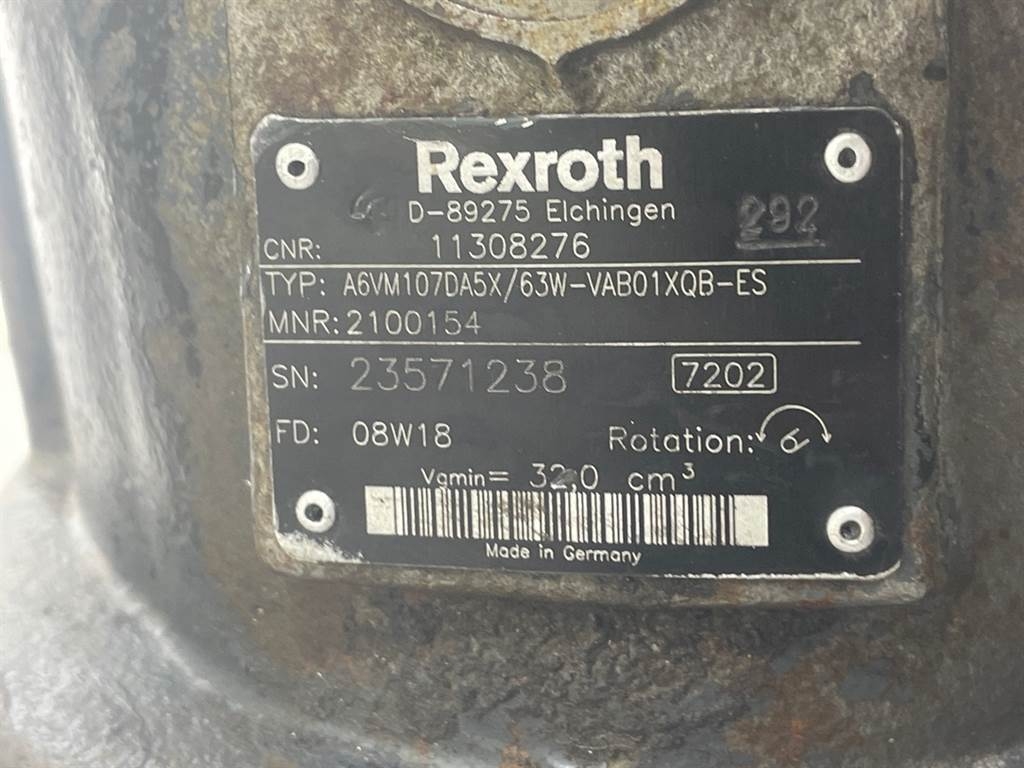 Rexroth
D-89275 Elchingen 292
CNR: 11308276
TYP: A6VM107DA5X/63W-VAB01XQB-ES
MNR: 2100154
SN: 23571238 7202
FD: 08W18 Rotation:
Vgmin= 32,0 cm³
Made in Germany